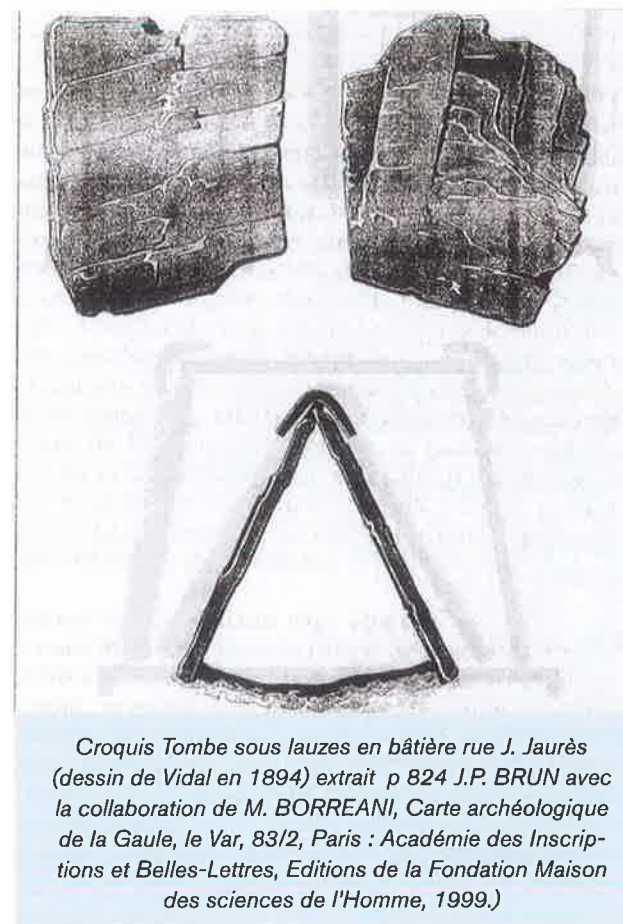 Croquis Tombe sous lauzes en bâtière rue J. Jaurès
(dessin de Vidal en 1894) extrait  p 824 J.P. BRUN avec
la collaboration de M. BORREANI, Carte archéologique
de la Gaule, le Var, 83/2, Paris : Académie des Inscrip-
tions et Belles-Lettres, Editions de la Fondation Maison
des sciences de l'Homme, 1999.)